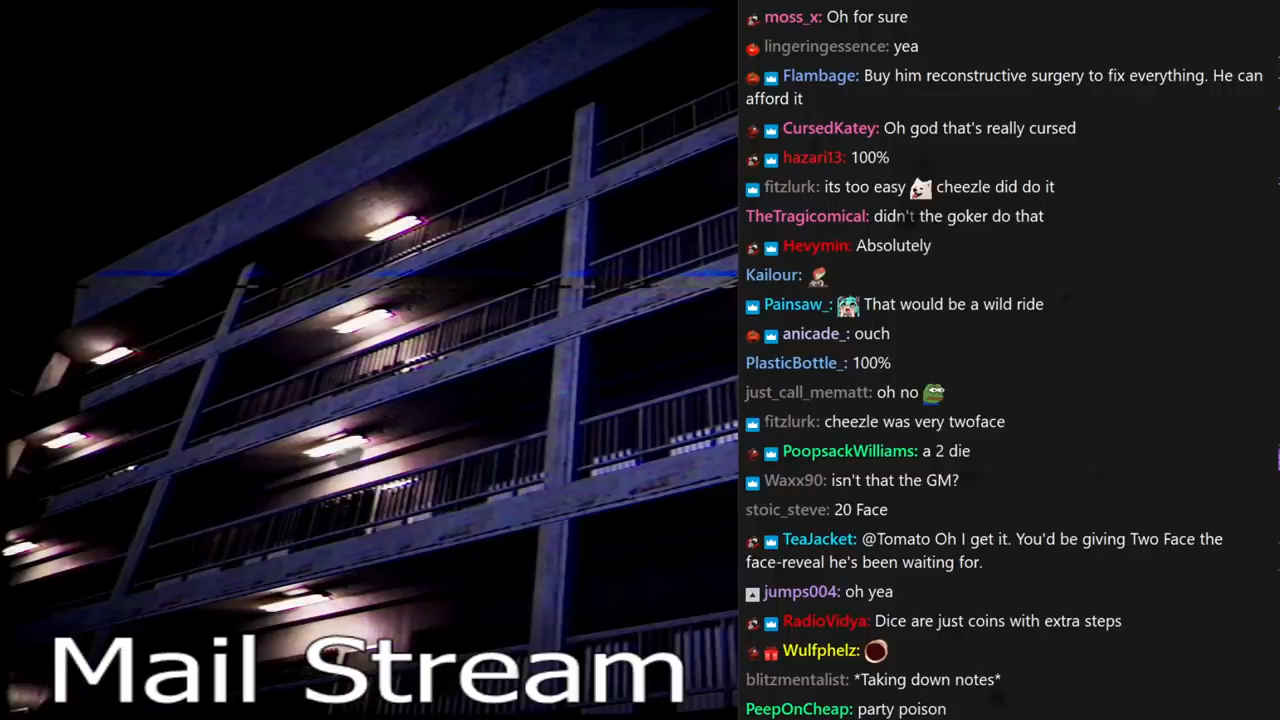 moss_x: Oh for sure
lingeringessence: yea
Flambage: Buy him reconstructive surgery to fix everything. He can
afford it
CursedKatey: Oh god that's really cursed
hazari13: 100%
fitzlurk: its too easy cheezle did do it
TheTragicomical: didn't the goker do that
Hevymin: Absolutely
Kailour:
Painsaw_: That would be a wild ride
anicade_: ouch
PlasticBottle_: 100%
just_call_mematt: oh no
fitzlurk: cheezle was very twoface
PoopsackWilliams: a 2 die
Waxx90: isn't that the GM?
stoic_steve: 20 Face
TeaJacket: @Tomato Oh I get it. You'd be giving Two Face the
face-reveal he's been waiting for.
jumps004: oh yea
RadioVidya: Dice are just coins with extra steps
Wulfphelz:
blitzmentalist: *Taking down notes*
PeepOnCheap: party poison
Mail Stream